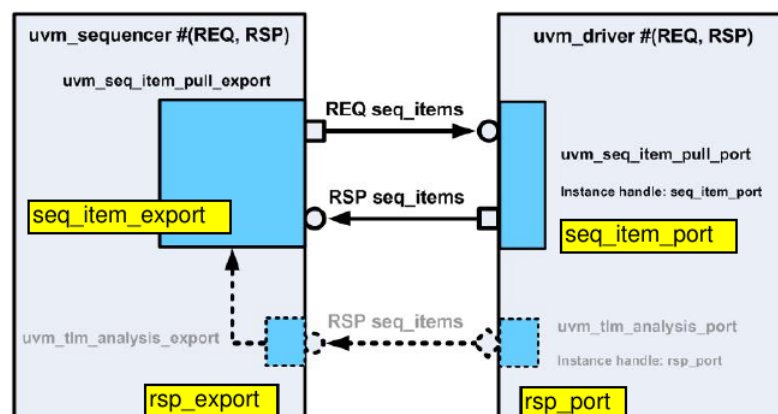 uvm_sequencer #(REQ, RSP)
uvm_driver #(REQ, RSP)
uvm_seq_item_pull_export
REQ seq_items
uvm_seq_item_pull_port
Instance handle: seq_item_port
RSP seq_items
seq_item_export
seq_item_port
RSP seq_items
uvm_tlm_analysis_export
uvm_tlm_analysis_port
Instance handle: rsp_port
rsp_export
rsp_port